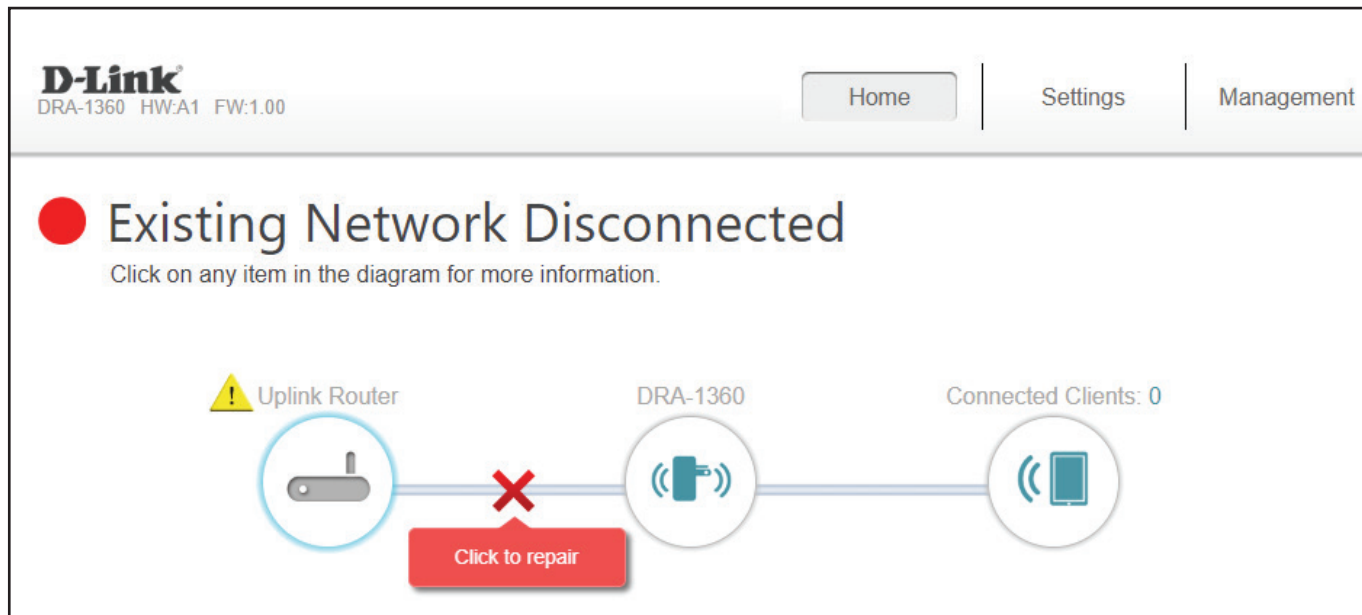 D-Link®
DRA-1360 HW:A1 FW:1.00
Home
Settings
Management
Existing Network Disconnected
Click on any item in the diagram for more information.
Uplink Router
DRA-1360
Connected Clients: 0
Click to repair